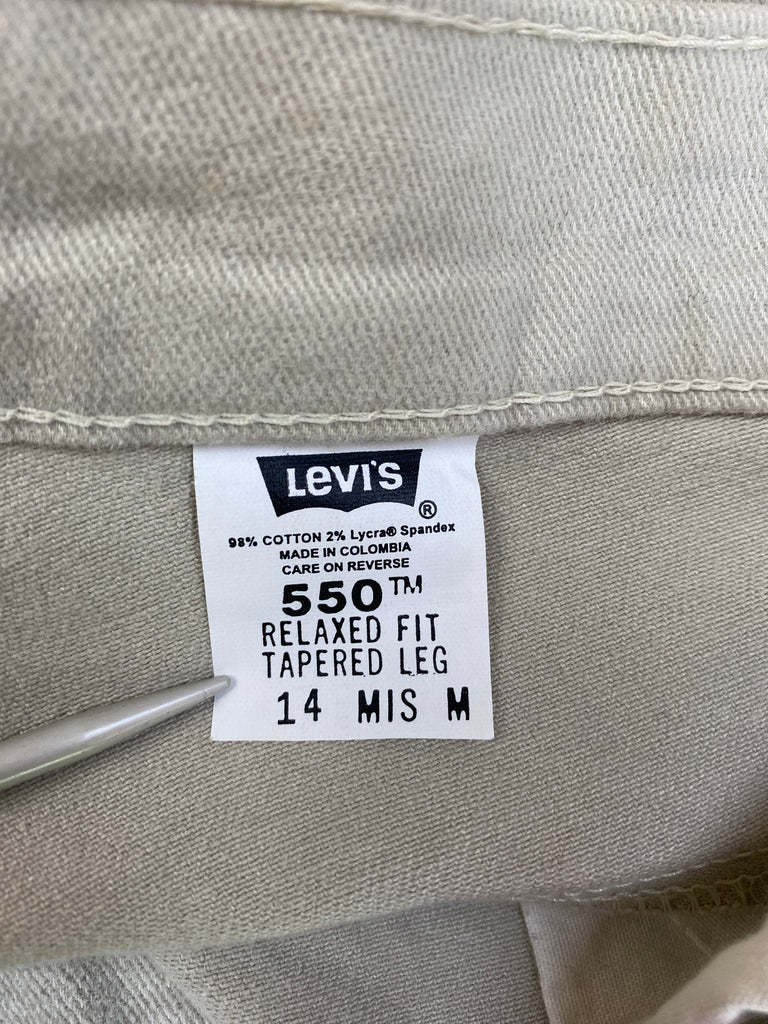 LEVI'S®
98% COTTON 2% Lycra® Spandex
MADE IN COLOMBIA
CARE ON REVERSE
550™
RELAXED FIT
TAPERED LEG
14 MIS M